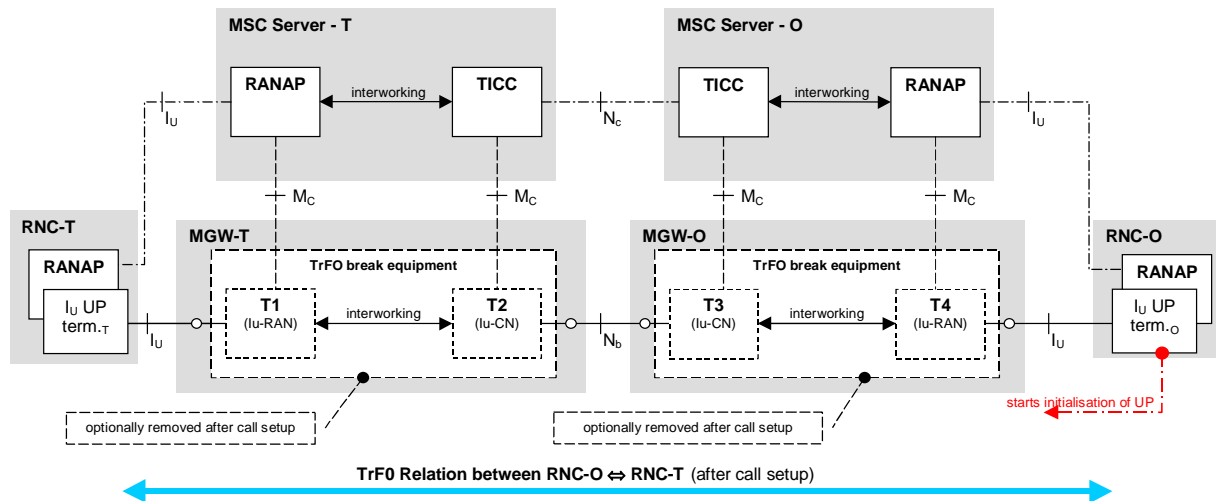 MSC Server - T
MSC Server - O
RANAP
interworking
TICC
TICC
interworking
RANAP
IU
Nc
IU
MC
MC
MC
MC
RNC-T
MGW-T
MGW-O
RNC-O
RANAP
TrFO break equipment
TrFO break equipment
RANAP
IU UP
term.T
T1
(Iu-RAN)
interworking
T2
(Iu-CN)
T3
(Iu-CN)
interworking
T4
(Iu-RAN)
IU UP
term.O
IU
Nb
IU
starts initialisation of UP
optionally removed after call setup
optionally removed after call setup
TrF0 Relation between RNC-O ⇔ RNC-T (after call setup)